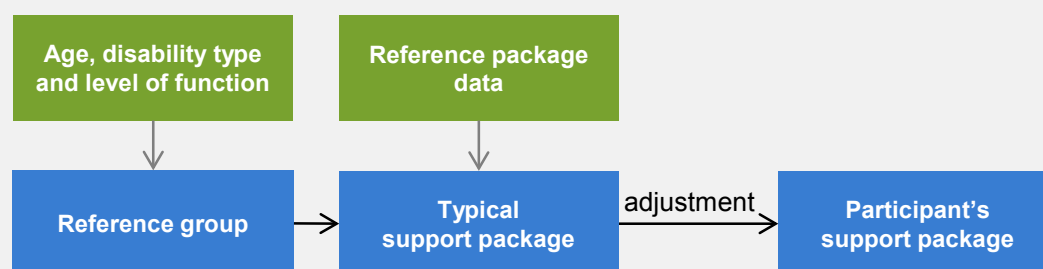 Age, disability type
and level of function
Reference package
data
Reference group
Typical
support package
adjustment
Participant's
support package